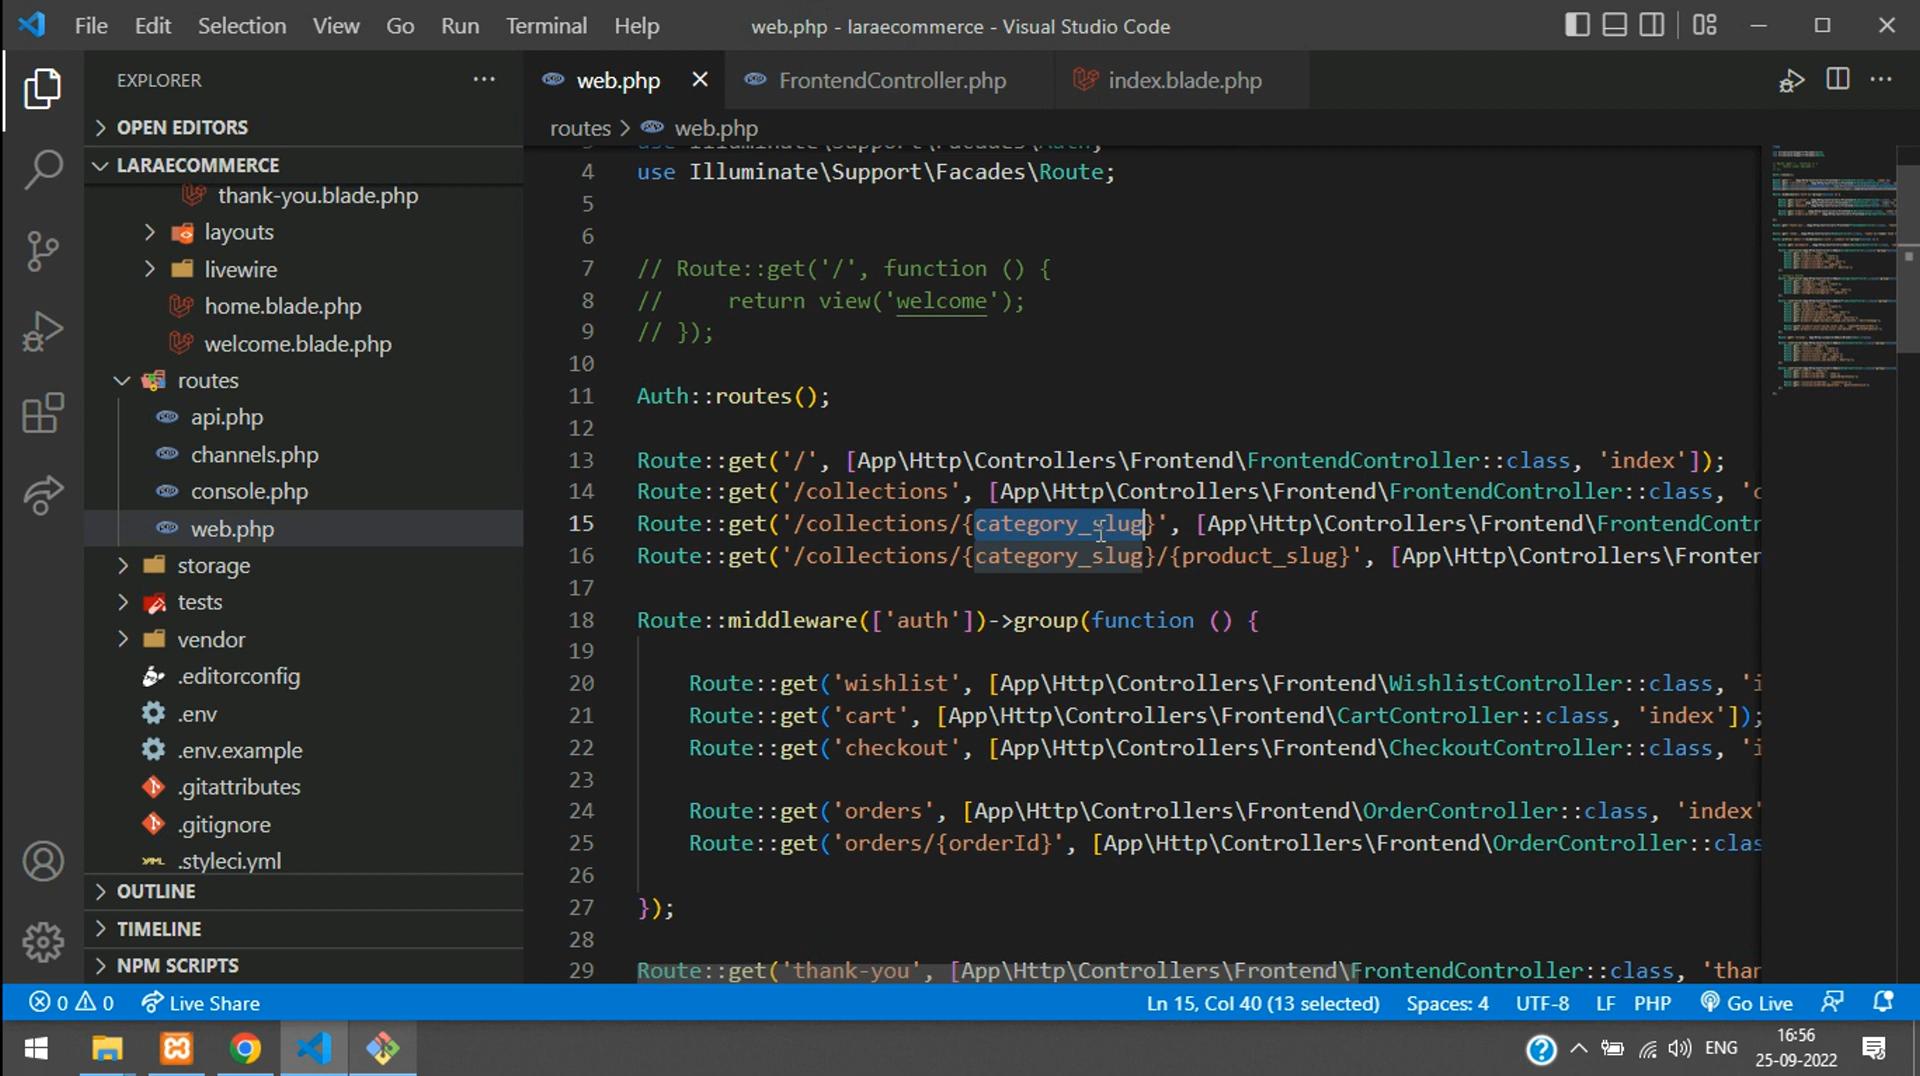 File Edit Selection View Go Run Terminal Help
web.php - laraecommerce - Visual Studio Code
EXPLORER
OPEN EDITORS
LARAECOMMERCE
thank-you.blade.php
layouts
livewire
home.blade.php
welcome.blade.php
routes
api.php
channels.php
console.php
web.php
storage
tests
vendor
.editorconfig
.env
.env.example
.gitattributes
.gitignore
.styleci.yml
OUTLINE
TIMELINE
NPM SCRIPTS
web.php FrontendController.php index.blade.php
routes > web.php
3 use Illuminate\Support\Facades\Auth;
4 use Illuminate\Support\Facades\Route;
5
6
7 // Route::get('/', function () {
8 //     return view('welcome');
9 // });
10
11 Auth::routes();
12
13 Route::get('/', [App\Http\Controllers\Frontend\FrontendController::class, 'index']);
14 Route::get('/collections', [App\Http\Controllers\Frontend\FrontendController::class, 'c
15 Route::get('/collections/{category_slug}', [App\Http\Controllers\Frontend\FrontendContr
16 Route::get('/collections/{category_slug}/{product_slug}', [App\Http\Controllers\Fronten
17
18 Route::middleware(['auth'])->group(function () {
19
20     Route::get('wishlist', [App\Http\Controllers\Frontend\WishlistController::class, 'i
21     Route::get('cart', [App\Http\Controllers\Frontend\CartController::class, 'index']);
22     Route::get('checkout', [App\Http\Controllers\Frontend\CheckoutController::class, 'i
23
24     Route::get('orders', [App\Http\Controllers\Frontend\OrderController::class, 'index'
25     Route::get('orders/{orderId}', [App\Http\Controllers\Frontend\OrderController::clas
26
27 });
28
29 Route::get('thank-you', [App\Http\Controllers\Frontend\FrontendController::class, 'than
0 0 Live Share
Ln 15, Col 40 (13 selected) Spaces: 4 UTF-8 LF PHP Go Live
ENG
16:56
25-09-2022